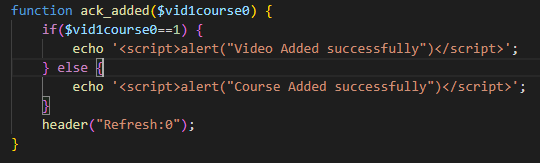 function ack_added($vid1course0) {
    if($vid1course0==1) {
        echo '<script>alert("Video Added successfully")</script>';
    } else {
        echo '<script>alert("Course Added successfully")</script>';
    }
    header("Refresh:0");
}